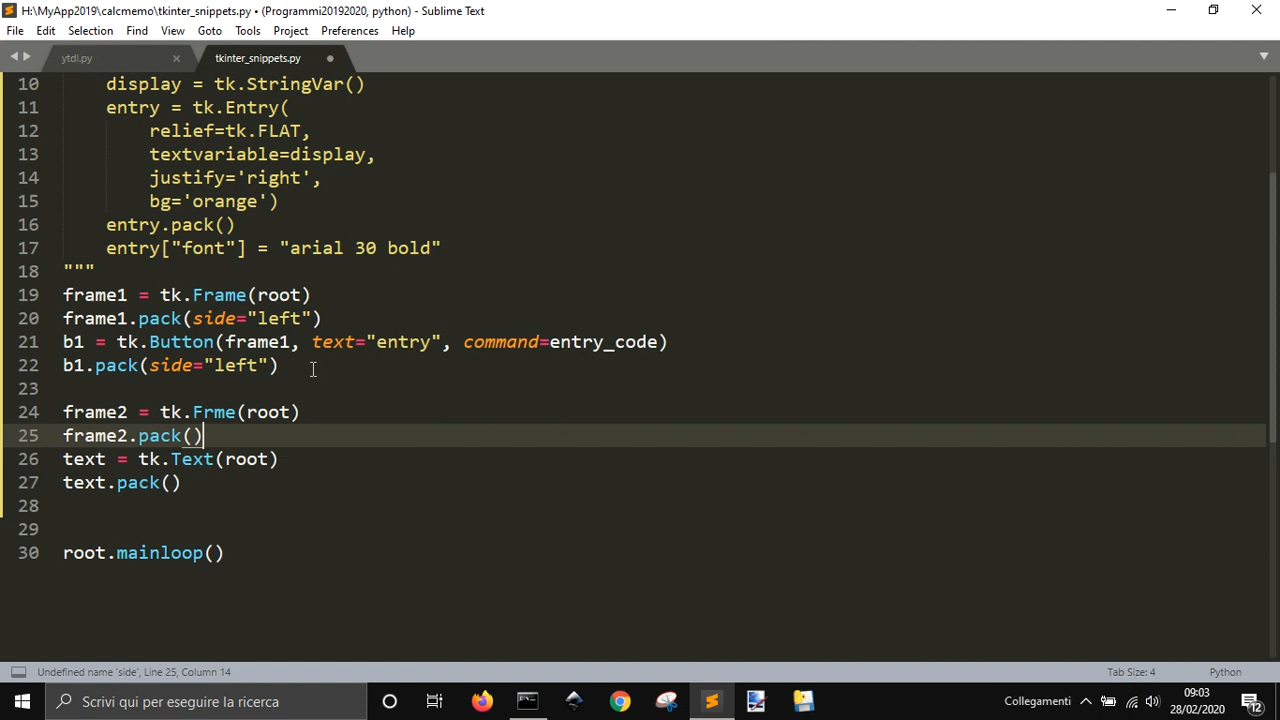 H:\MyApp2019\calcmemo\tkinter_snippets.py • (Programmi20192020, python) - Sublime Text
File Edit Selection Find View Goto Tools Project Preferences Help
ytdl.py tkinter_snippets.py
10 display = tk.StringVar()
11 entry = tk.Entry(
12 relief=tk.FLAT,
13 textvariable=display,
14 justify='right',
15 bg='orange')
16 entry.pack()
17 entry["font"] = "arial 30 bold"
18 """
19 frame1 = tk.Frame(root)
20 frame1.pack(side="left")
21 b1 = tk.Button(frame1, text="entry", command=entry_code)
22 b1.pack(side="left")
23
24 frame2 = tk.Frme(root)
25 frame2.pack()
26 text = tk.Text(root)
27 text.pack()
28
29
30 root.mainloop()
Undefined name 'side', Line 25, Column 14 Tab Size: 4 Python
Scrivi qui per eseguire la ricerca Collegamenti 09:03
28/02/2020 12